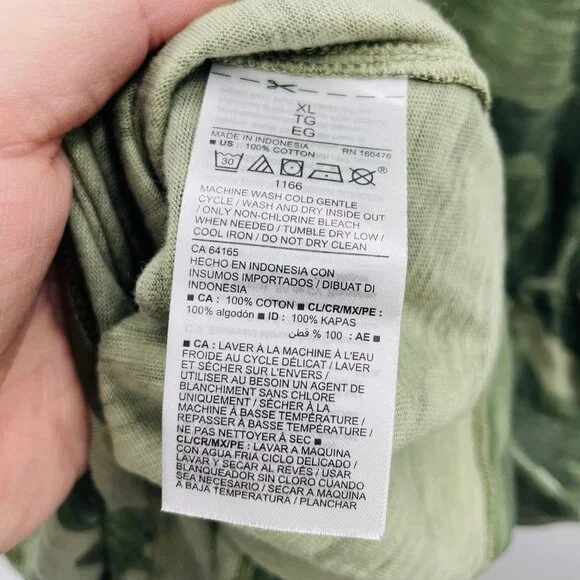 XL
TG
EG
MADE IN INDONESIA RN 160476
■ US : 100% COTTON
30
1166
MACHINE WASH COLD GENTLE
CYCLE / WASH AND DRY INSIDE OUT
/ ONLY NON-CHLORINE BLEACH
WHEN NEEDED / TUMBLE DRY LOW /
COOL IRON / DO NOT DRY CLEAN
CA 64165
HECHO EN INDONESIA CON
INSUMOS IMPORTADOS / DIBUAT DI
INDONESIA
■ CA : 100% COTON ■ CL/CR/MX/PE :
100% algodón ■ ID : 100% KAPAS
■ AE : 100 % قطن
■ CA : LAVER À LA MACHINE À L'EAU
FROIDE AU CYCLE DÉLICAT / LAVER
ET SÉCHER SUR L'ENVERS /
UTILISER AU BESOIN UN AGENT DE
BLANCHIMENT SANS CHLORE
UNIQUEMENT / SÉCHER À LA
MACHINE À BASSE TEMPÉRATURE /
REPASSER À BASSE TEMPÉRATURE /
NE PAS NETTOYER À SEC ■
CL/CR/MX/PE : LAVAR A MAQUINA
CON AGUA FRIA CICLO DELICADO /
LAVAR Y SECAR AL REVÉS / USAR
BLANQUEADOR SIN CLORO CUANDO
SEA NECESARIO / SECAR A MAQUINA
A BAJA TEMPERATURA / PLANCHAR